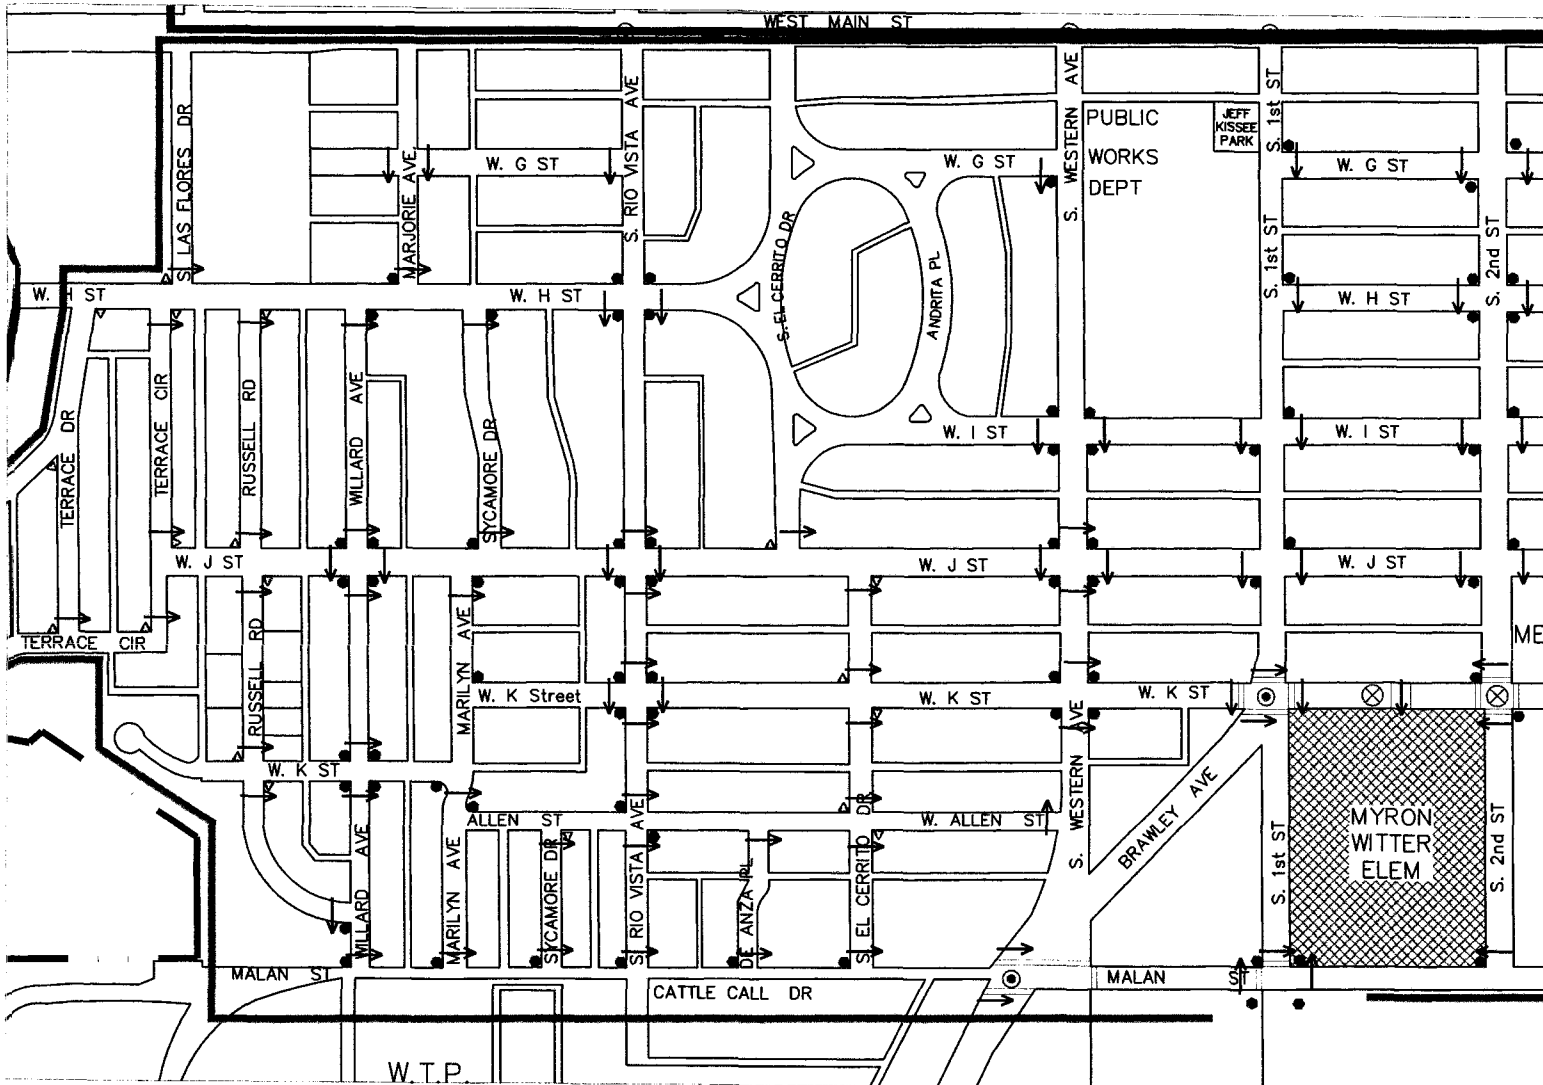 WEST MAIN ST
S. LAS FLORES DR
MARJORIE AVE
W. G ST
S. RIO VISTA AVE
S. EL CERRITO DR
ANDRITA PL
W. G ST
S. WESTERN AVE
PUBLIC
WORKS
DEPT
JEFF
KISSEE
PARK
S. 1st ST
W. G ST
S. 1st ST
S. 2nd ST
W. H ST
W. H ST
W. H ST
TERRACE DR
TERRACE CIR
RUSSELL RD
WILLARD AVE
SYCAMORE DR
W. I ST
W. I ST
W. J ST
W. J ST
W. J ST
TERRACE CIR
RUSSELL RD
MARILYN AVE
ME
W. K Street
W. K ST
W. K ST
W. K ST
S. WESTERN AVE
BRAWLEY AVE
ALLEN ST
W. ALLEN ST
WILLARD AVE
MARILYN AVE
SYCAMORE DR
S. RIO VISTA AVE
DE ANZA PL
S. EL CERRITO DR
S. 1st ST
MYRON
WITTER
ELEM
S. 2nd ST
MALAN ST
CATTLE CALL DR
MALAN ST
W.T.P.